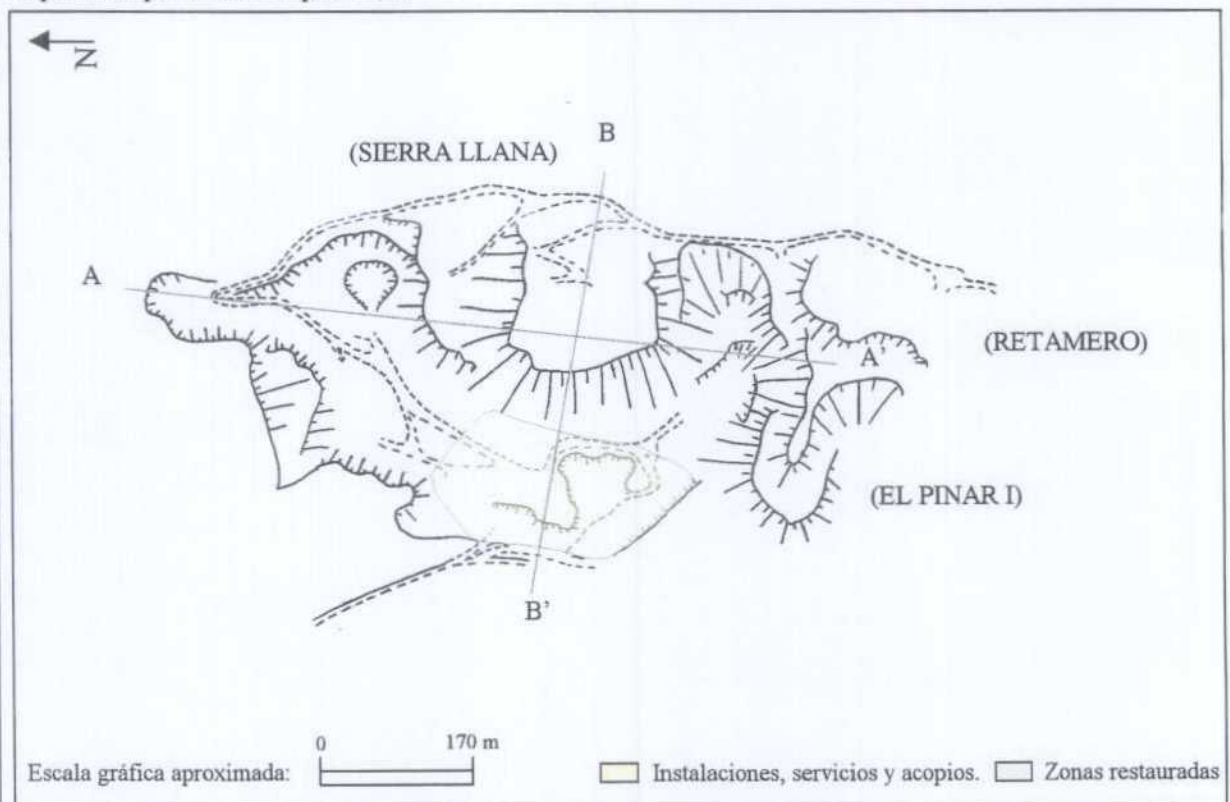 N
B
(SIERRA LLANA)
A
(RETAMERO)
A'
(EL PINAR I)
B'
0 170 m
Escala gráfica aproximada: Instalaciones, servicios y acopios. Zonas restauradas